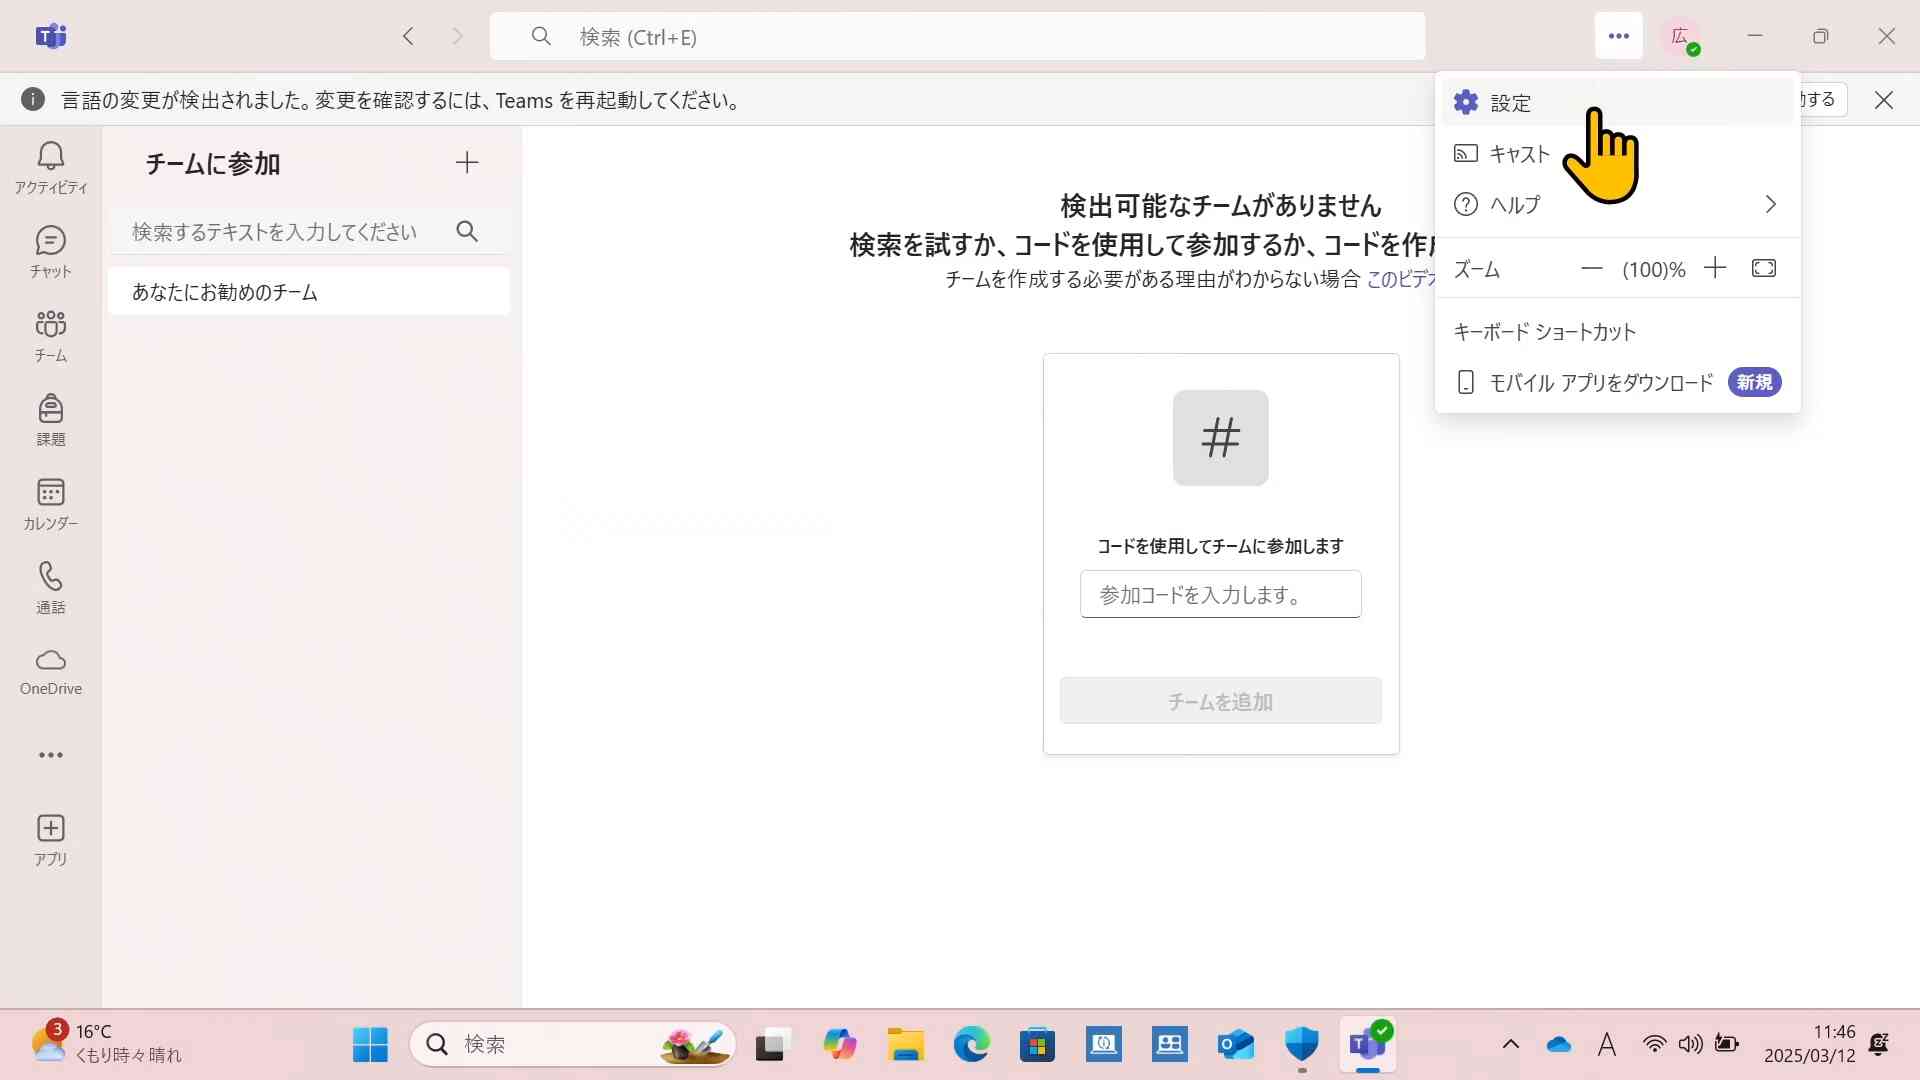 検索 (Ctrl+E)
広
言語の変更が検出されました。変更を確認するには、Teams を再起動してください。
する
設定
キャスト
ヘルプ
ズーム
(100)%
キーボード ショートカット
モバイル アプリをダウンロード 新規
アクティビティ
チャット
チーム
課題
カレンダー
通話
OneDrive
アプリ
チームに参加
検索するテキストを入力してください
あなたにお勧めのチーム
検出可能なチームがありません
検索を試すか、コードを使用して参加するか、コードを作
チームを作成する必要がある理由がわからない場合 このビデオ
#
コードを使用してチームに参加します
参加コードを入力します。
チームを追加
3
16°C
くもり時々晴れ
検索
A
11:46
2025/03/12